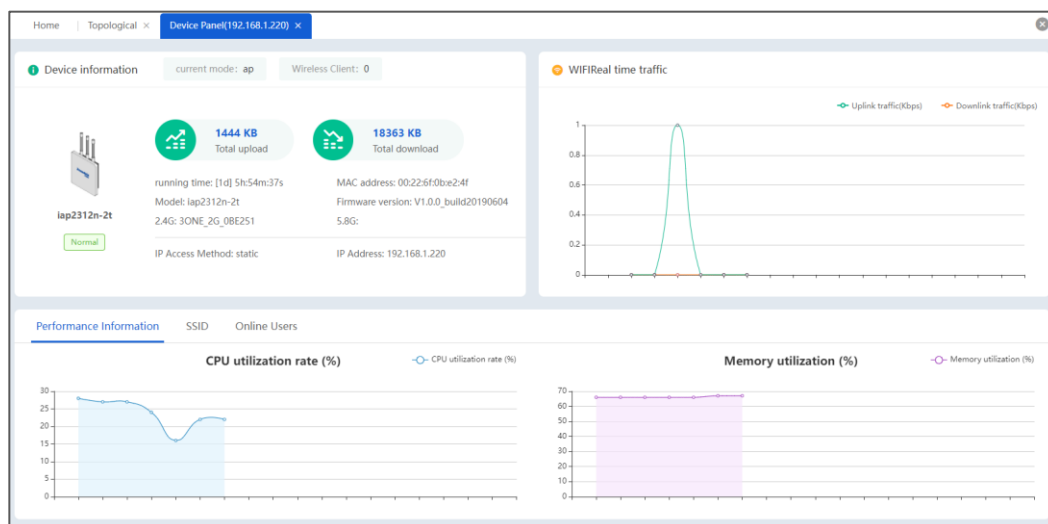 Home
Topological ×
Device Panel(192.168.1.220) ×
Device information
current mode: ap
Wireless Client: 0
1444 KB
Total upload
18363 KB
Total download
iap2312n-2t
Normal
running time: [1d] 5h:54m:37s
MAC address: 00:22:6f:0b:e2:4f
Model: iap2312n-2t
Firmware version: V1.0.0_build20190604
2.4G: 3ONE_2G_0BE251
5.8G:
IP Access Method: static
IP Address: 192.168.1.220
WIFIReal time traffic
Uplink traffic(Kbps)
Downlink traffic(Kbps)
1
0.8
0.6
0.4
0.2
0
Performance Information
SSID
Online Users
CPU utilization rate (%)
CPU utilization rate (%)
30
25
20
15
10
5
0
Memory utilization (%)
Memory utilization (%)
70
60
50
40
30
20
10
0